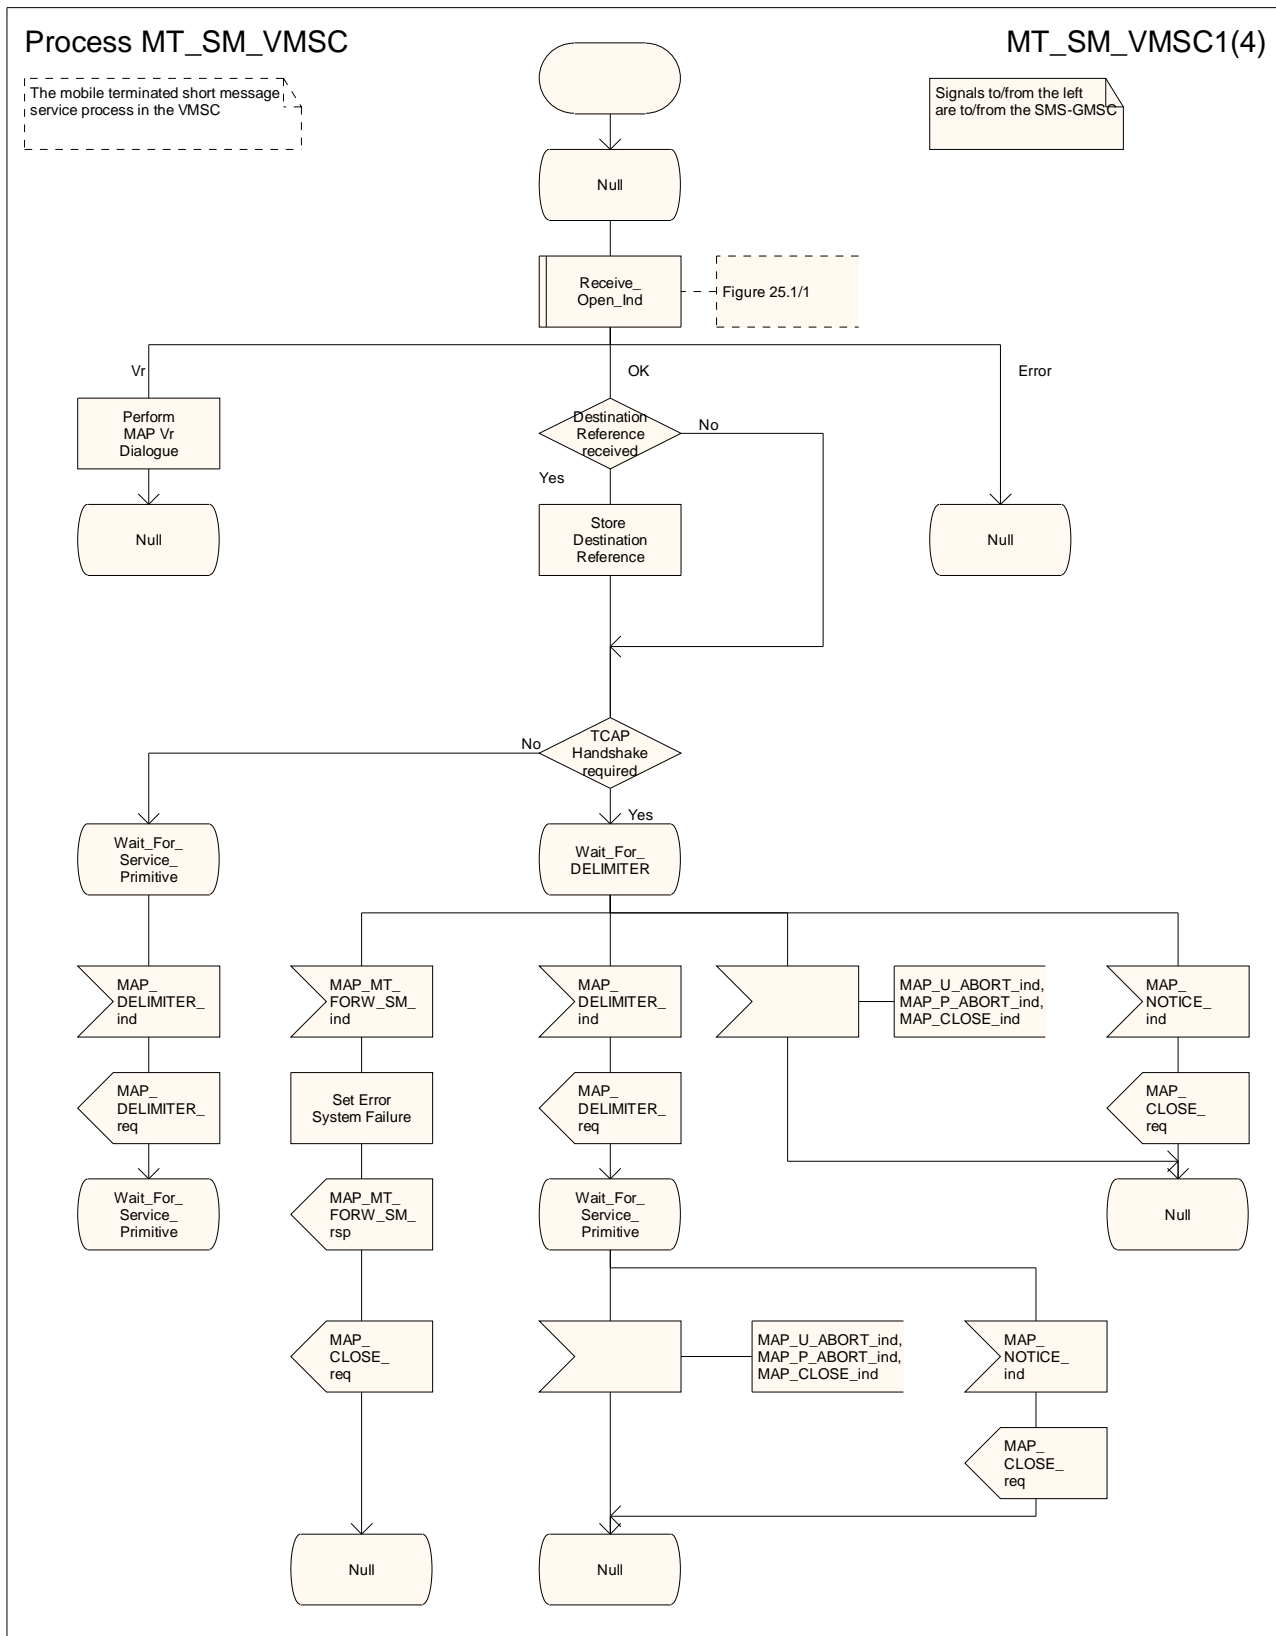 Process MT_SM_VMSC
MT_SM_VMSC1(4)
The mobile terminated short message
service process in the VMSC
Signals to/from the left
are to/from the SMS-GMSC
Null
Receive_
Open_Ind
Figure 25.1/1
Vr
OK
Error
Perform
MAP Vr
Dialogue
Destination
Reference
received
No
Yes
Null
Store
Destination
Reference
Null
TCAP
Handshake
required
No
Yes
Wait_For_
Service_
Primitive
Wait_For_
DELIMITER
MAP_
DELIMITER_
ind
MAP_MT_
FORW_SM_
ind
MAP_
DELIMITER_
ind
MAP_U_ABORT_ind,
MAP_P_ABORT_ind,
MAP_CLOSE_ind
MAP_
NOTICE_
ind
MAP_
DELIMITER_
req
Set Error
System Failure
MAP_
DELIMITER_
req
MAP_
CLOSE_
req
Wait_For_
Service_
Primitive
MAP_MT_
FORW_SM_
rsp
Wait_For_
Service_
Primitive
Null
MAP_
CLOSE_
req
MAP_U_ABORT_ind,
MAP_P_ABORT_ind,
MAP_CLOSE_ind
MAP_
NOTICE_
ind
MAP_
CLOSE_
req
Null
Null